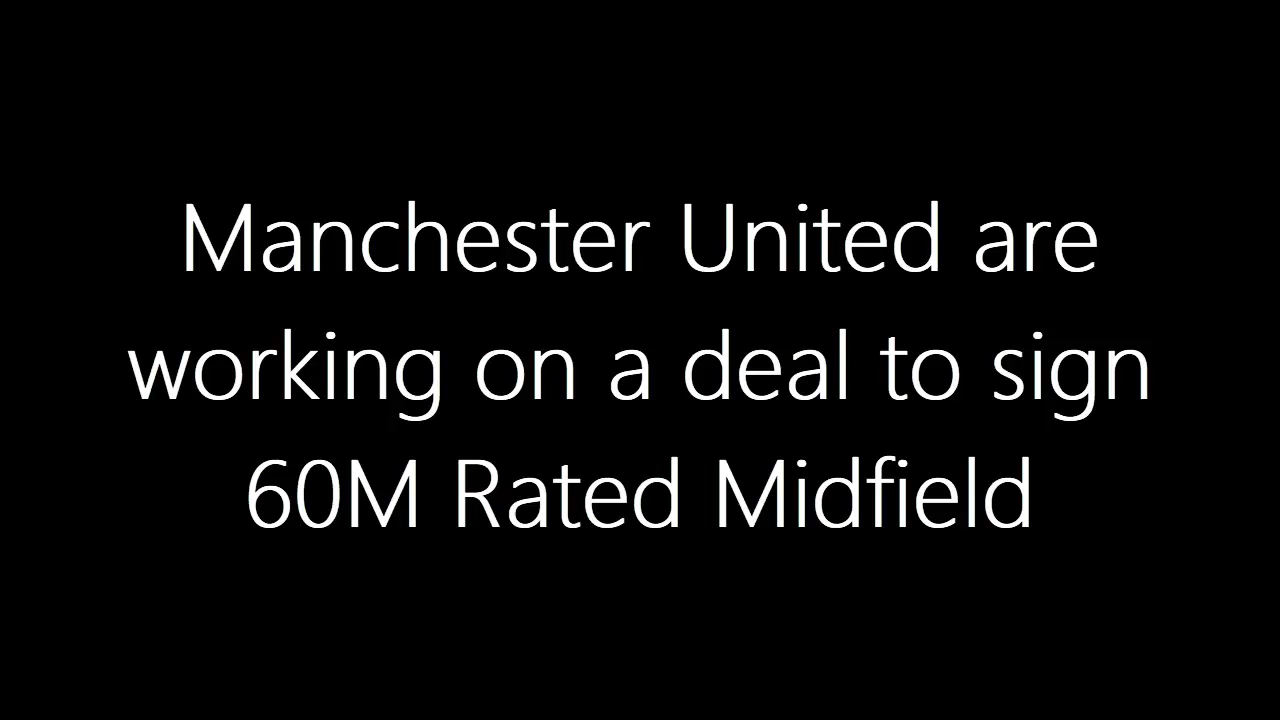 Manchester United are
working on a deal to sign
60M Rated Midfield